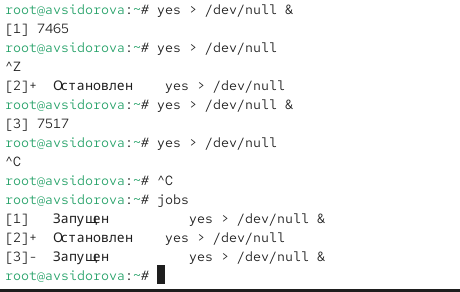 root@avsidorova:~# yes > /dev/null &
[1] 7465
root@avsidorova:~# yes > /dev/null
^Z
[2]+  Остановлен    yes > /dev/null
root@avsidorova:~# yes > /dev/null &
[3] 7517
root@avsidorova:~# yes > /dev/null
^C
root@avsidorova:~# ^C
root@avsidorova:~# jobs
[1]   Запущен          yes > /dev/null &
[2]+  Остановлен    yes > /dev/null
[3]-  Запущен          yes > /dev/null &
root@avsidorova:~#